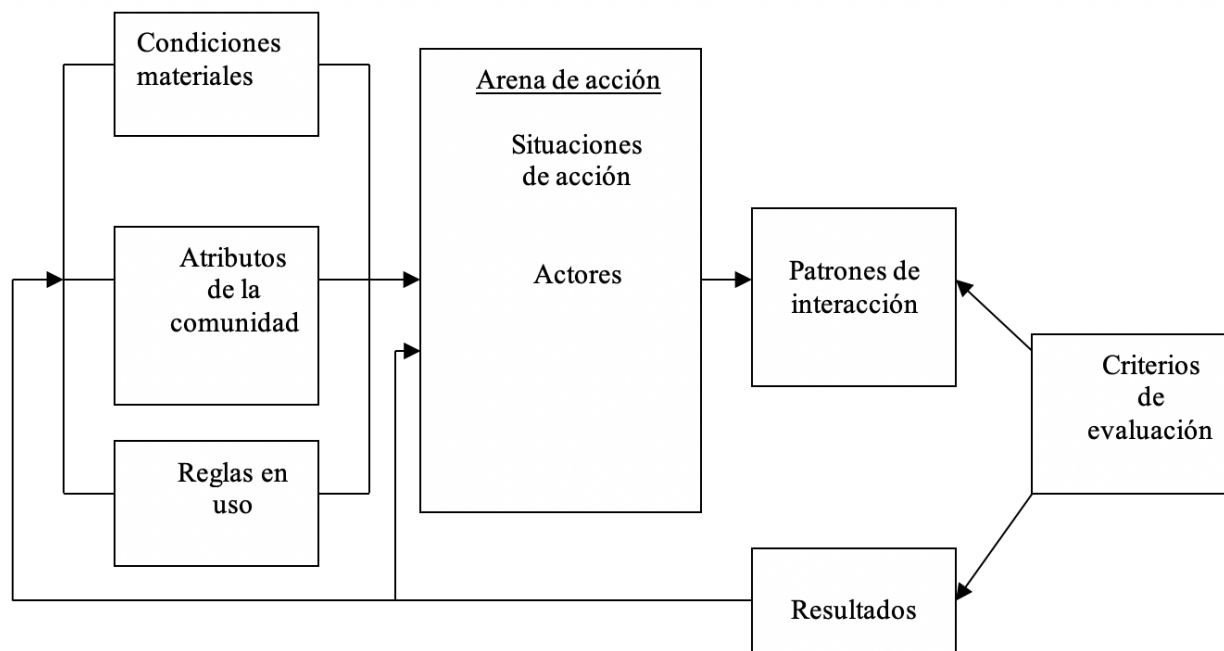 Condiciones
materiales
Atributos
de la
comunidad
Reglas en
uso
Arena de acción
Situaciones
de acción
Actores
Patrones de
interacción
Criterios
de
evaluación
Resultados